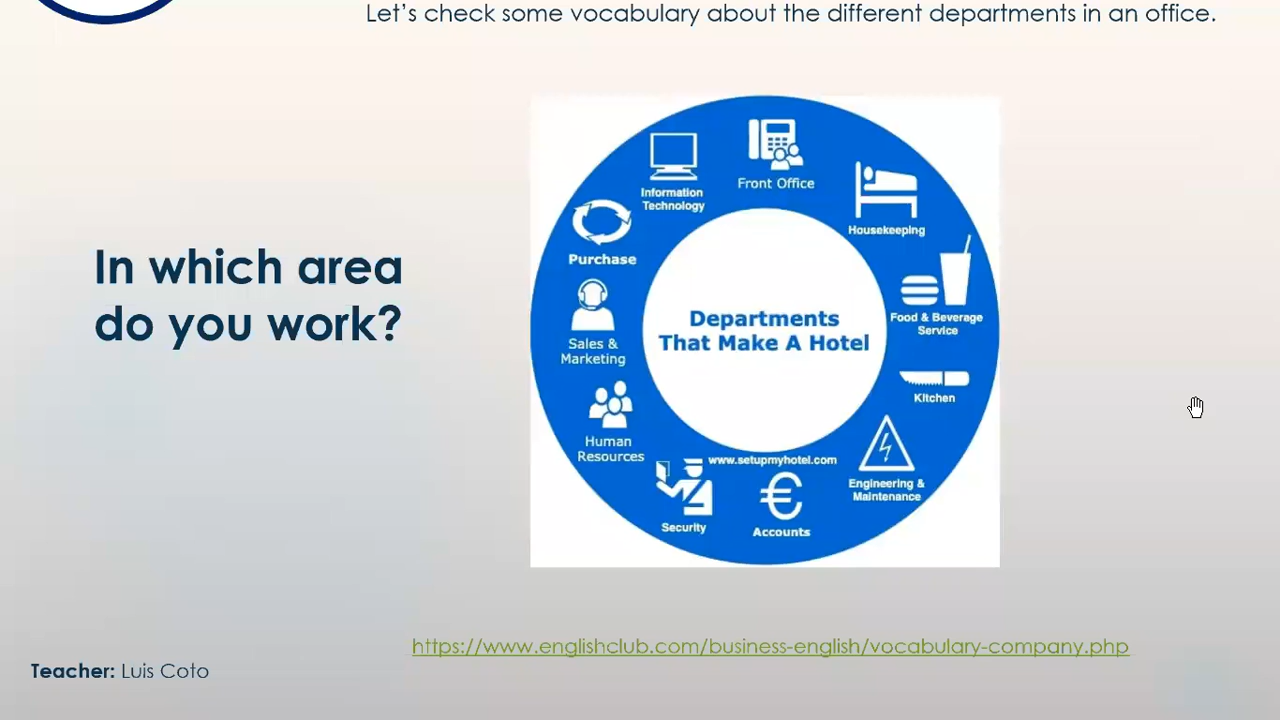 Let's check some vocabulary about the different departments in an office.
In which area
do you work?
Front Office
Information
Technology
Housekeeping
Purchase
Food & Beverage
Service
Departments
That Make A Hotel
Sales &
Marketing
Kitchen
Human
Resources
www.setupmyhotel.com
Engineering &
Maintenance
Security
Accounts
https://www.englishclub.com/business-english/vocabulary-company.php
Teacher: Luis Coto